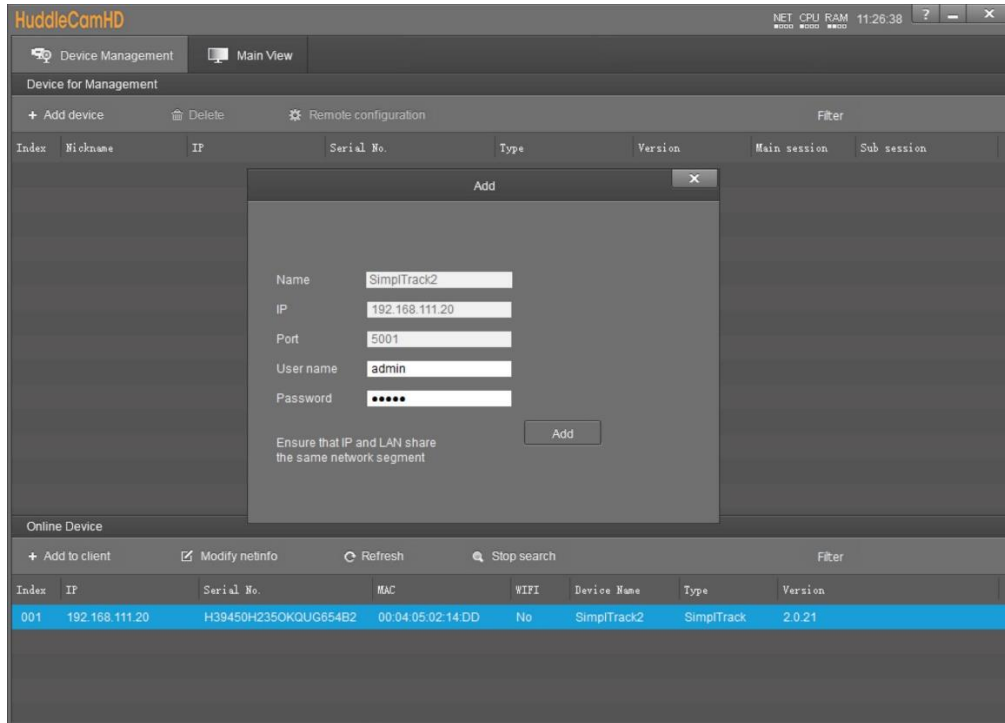 HuddleCamHD
NET CPU RAM 11:26:38 ?
Device Management Main View
Device for Management
+ Add device Delete Remote configuration Filter
Index Nickname IP Serial No. Type Version Main session Sub session
Add
Name SimplTrack2
IP 192.168.111.20
Port 5001
User name admin
Password •••••
Add
Ensure that IP and LAN share
the same network segment
Online Device
+ Add to client Modify netinfo Refresh Stop search Filter
Index IP Serial No. MAC WIFI Device Name Type Version
001 192.168.111.20 H39450H235OKQUG654B2 00:04:05:02:14:DD No SimplTrack2 SimplTrack 2.0.21